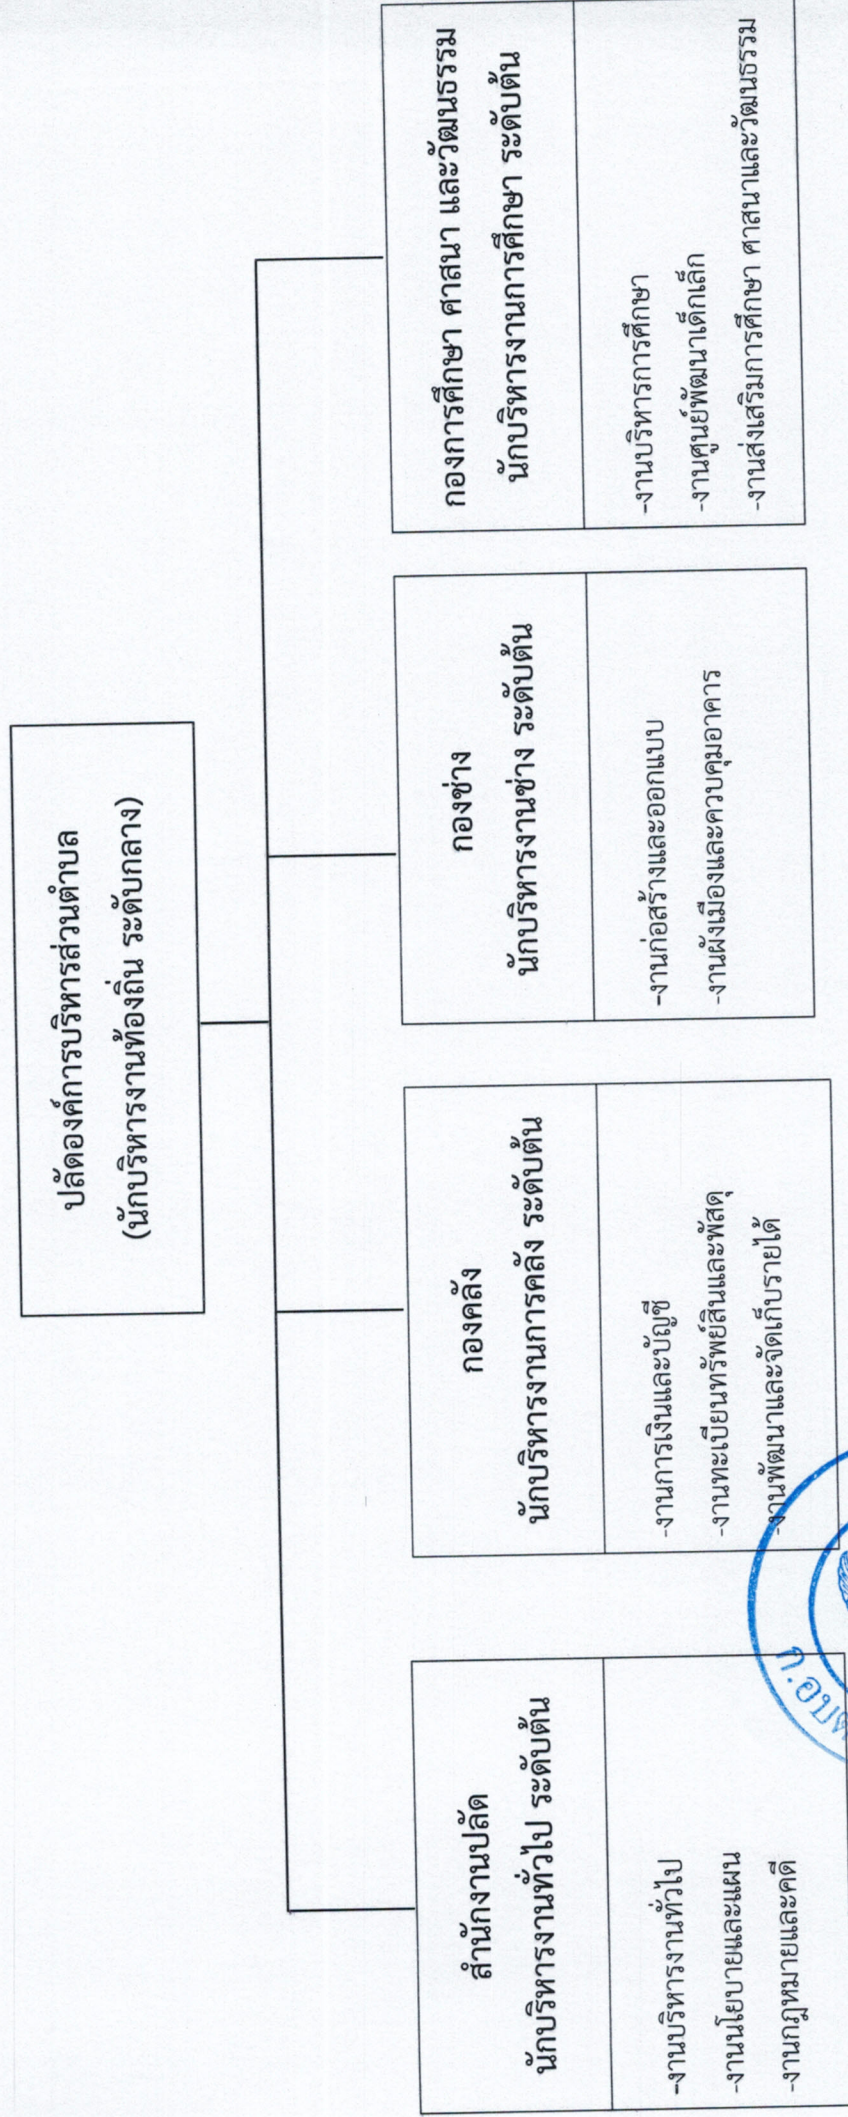 ปลัดองค์การบริหารส่วนตำบล
(นักบริหารงานท้องถิ่น ระดับกลาง)
สำนักงานปลัด
นักบริหารงานทั่วไป ระดับต้น
-งานบริหารงานทั่วไป
-งานนโยบายและแผน
-งานกฎหมายและคดี
กองคลัง
นักบริหารงานการคลัง ระดับต้น
-งานการเงินและบัญชี
-งานทะเบียนทรัพย์สินและพัสดุ
-งานพัฒนาและจัดเก็บรายได้
กองช่าง
นักบริหารงานช่าง ระดับต้น
-งานก่อสร้างและออกแบบ
-งานผังเมืองและควบคุมอาคาร
กองการศึกษา ศาสนา และวัฒนธรรม
นักบริหารงานการศึกษา ระดับต้น
-งานบริหารการศึกษา
-งานศูนย์พัฒนาเด็กเล็ก
-งานส่งเสริมการศึกษา ศาสนาและวัฒนธรรม
ก.อบต